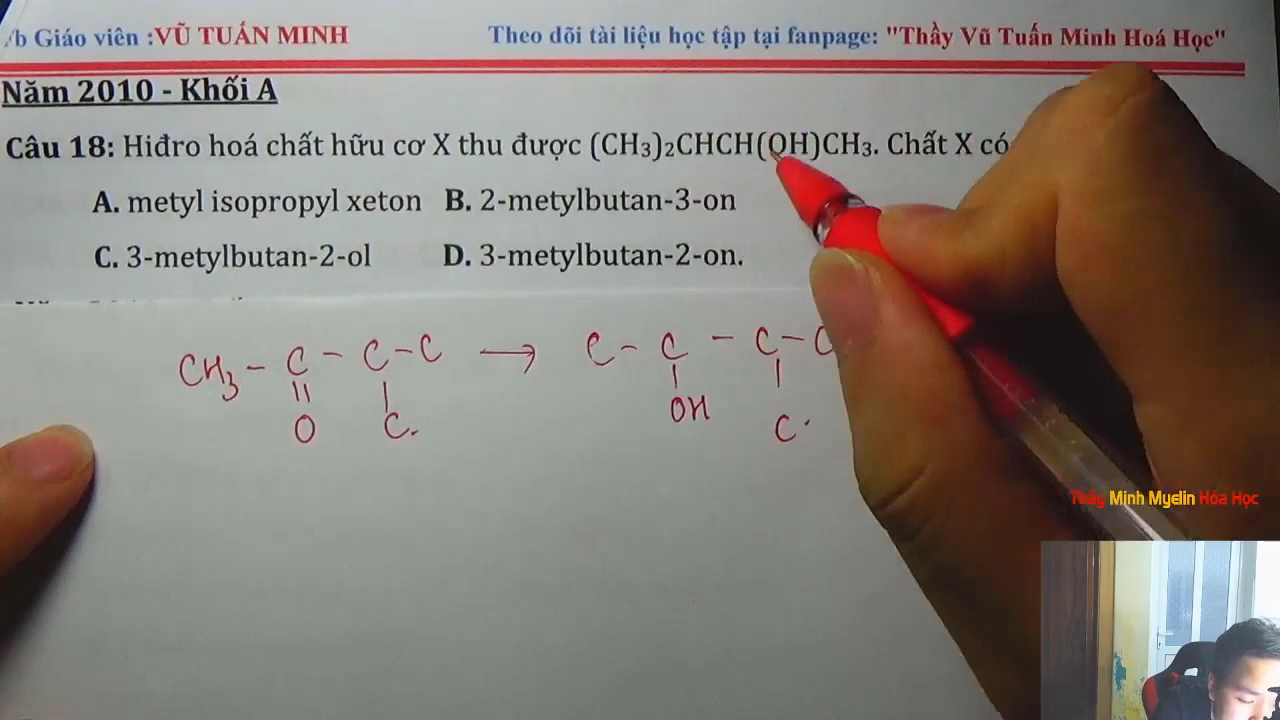 /b Giáo viên :VŨ TUẤN MINH
Theo dõi tài liệu học tập tại fanpage: "Thầy Vũ Tuấn Minh Hoá Học"
Năm 2010 - Khối A
Câu 18: Hiđro hoá chất hữu cơ X thu được (CH₃)₂CHCH(OH)CH₃. Chất X có
A. metyl isopropyl xeton B. 2-metylbutan-3-on
C. 3-metylbutan-2-ol D. 3-metylbutan-2-on.
CH₃ - C - C - C → C - C - C - C
|| | | |
O C. OH C.
Thầy Minh Myelin Hóa Học